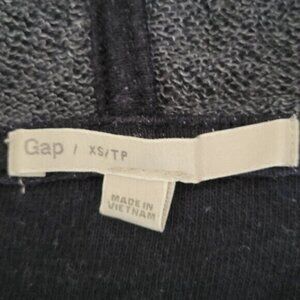 Gap / XS/TP
MADE IN
VIETNAM